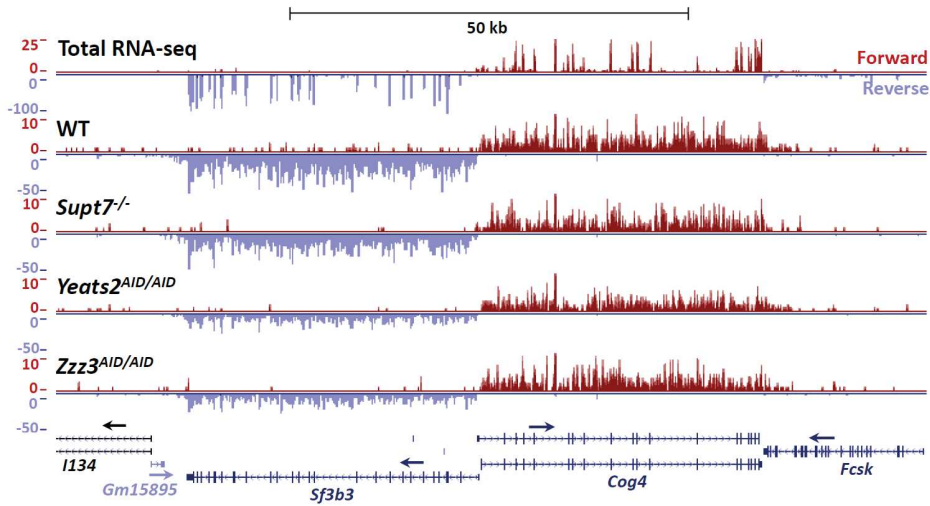 50 kb
Total RNA-seq
25
0
Forward
0
Reverse
-100
WT
10
0
0
-50
Supt7-/-
10
0
0
-50
Yeats2AID/AID
10
0
0
-50
Zzz3AID/AID
10
0
0
-50
I134
Gm15895
Sf3b3
Cog4
Fcsk